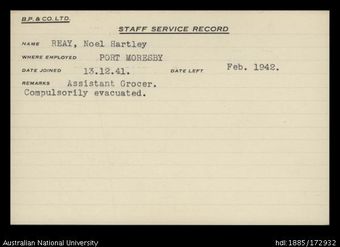 B.P. & CO. LTD.
STAFF SERVICE RECORD
NAME REAY, Noel Hartley
WHERE EMPLOYED PORT MORESBY
DATE JOINED 13.12.41. DATE LEFT Feb. 1942.
REMARKS Assistant Grocer.
Compulsorily evacuated.
Australian National University
hdl:1885/172932